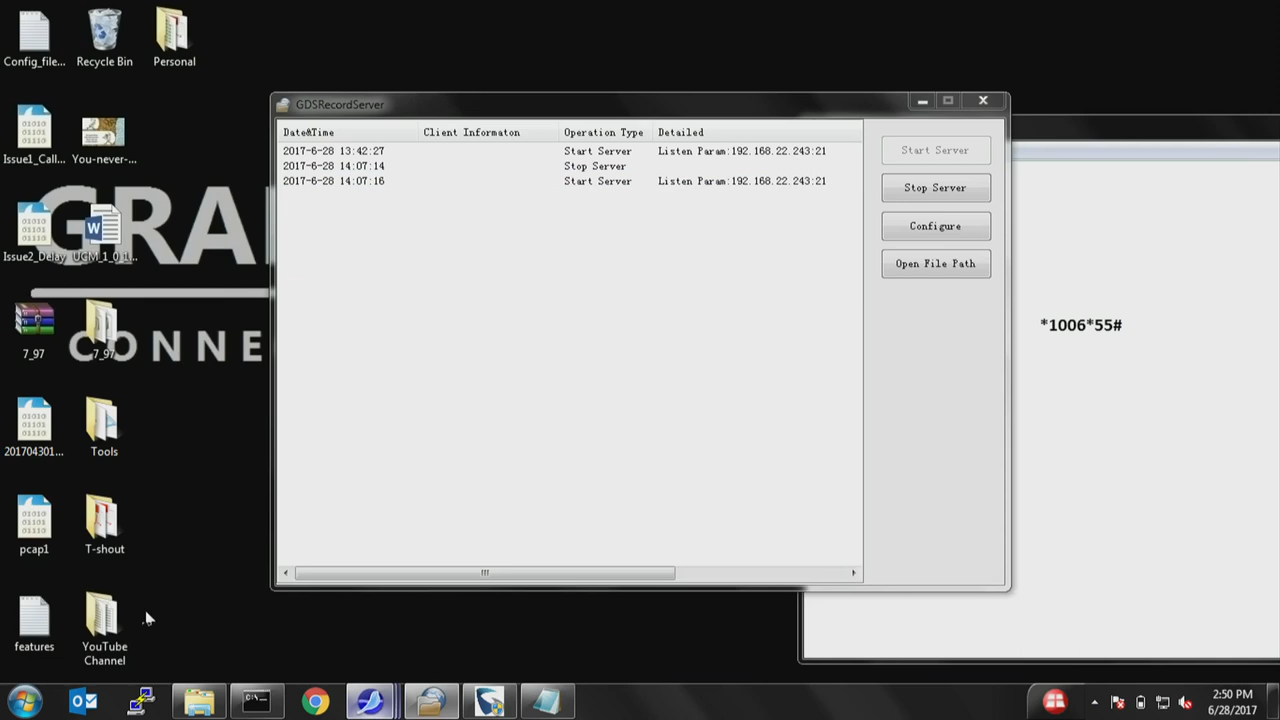 Config_file...
Recycle Bin
Personal
Issue1_Call...
You-never-...
Issue2_Delay
UGM_1_0_1...
7_97
7_97
CONNE
201704301...
Tools
pcap1
T-shout
features
YouTube
Channel
GDSRecordServer
Date&Time Client Informaton Operation Type Detailed
2017-6-28 13:42:27 Start Server Listen Param:192.168.22.243:21
2017-6-28 14:07:14 Stop Server
2017-6-28 14:07:16 Start Server Listen Param:192.168.22.243:21
Start Server
Stop Server
Configure
Open File Path
*1006*55#
2:50 PM
6/28/2017